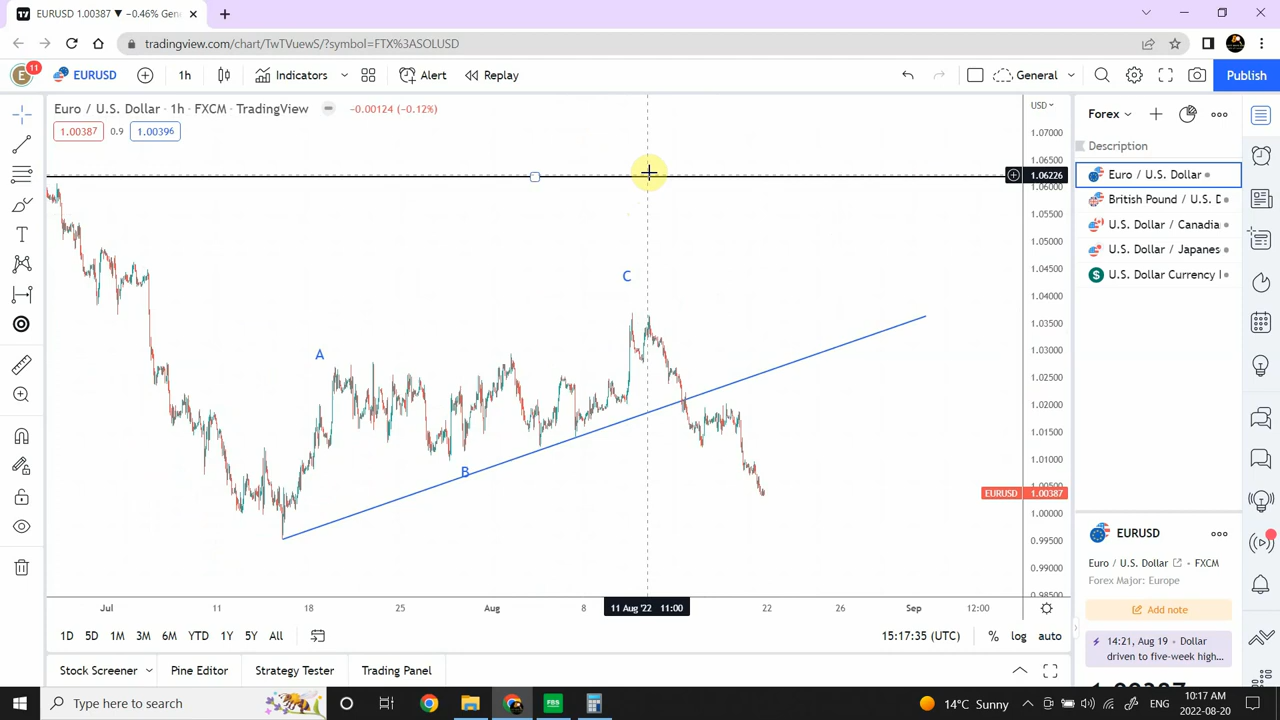 EURUSD 1.00387 ▼ −0.46% Gen
tradingview.com/chart/TwTVuewS/?symbol=FTX%3ASOLUSD
E 11 EURUSD 1h Indicators Alert Replay General Publish
Euro / U.S. Dollar · 1h · FXCM · TradingView −0.00124 (−0.12%)
1.00387 0.9 1.00396
USD
1.07000
1.06500
1.06226
1.06000
1.05500
1.05000
1.04500
1.04000
1.03500
1.03000
1.02500
1.02000
1.01500
1.01000
1.00500
EURUSD 1.00387
1.00000
0.99500
0.99000
0.98500
A
B
C
Jul 11 18 25 Aug 8 11 Aug '22 11:00 22 26 Sep 12:00
1D 5D 1M 3M 6M YTD 1Y 5Y All 15:17:35 (UTC) % log auto
Stock Screener Pine Editor Strategy Tester Trading Panel
Forex
Description
Euro / U.S. Dollar
British Pound / U.S. D
U.S. Dollar / Canadia
U.S. Dollar / Japanes
U.S. Dollar Currency I
EURUSD
Euro / U.S. Dollar FXCM
Forex Major: Europe
Add note
14:21, Aug 19 • Dollar
driven to five-week high...
1.00387
Type here to search FBS 14°C Sunny ENG 10:17 AM
2022-08-20